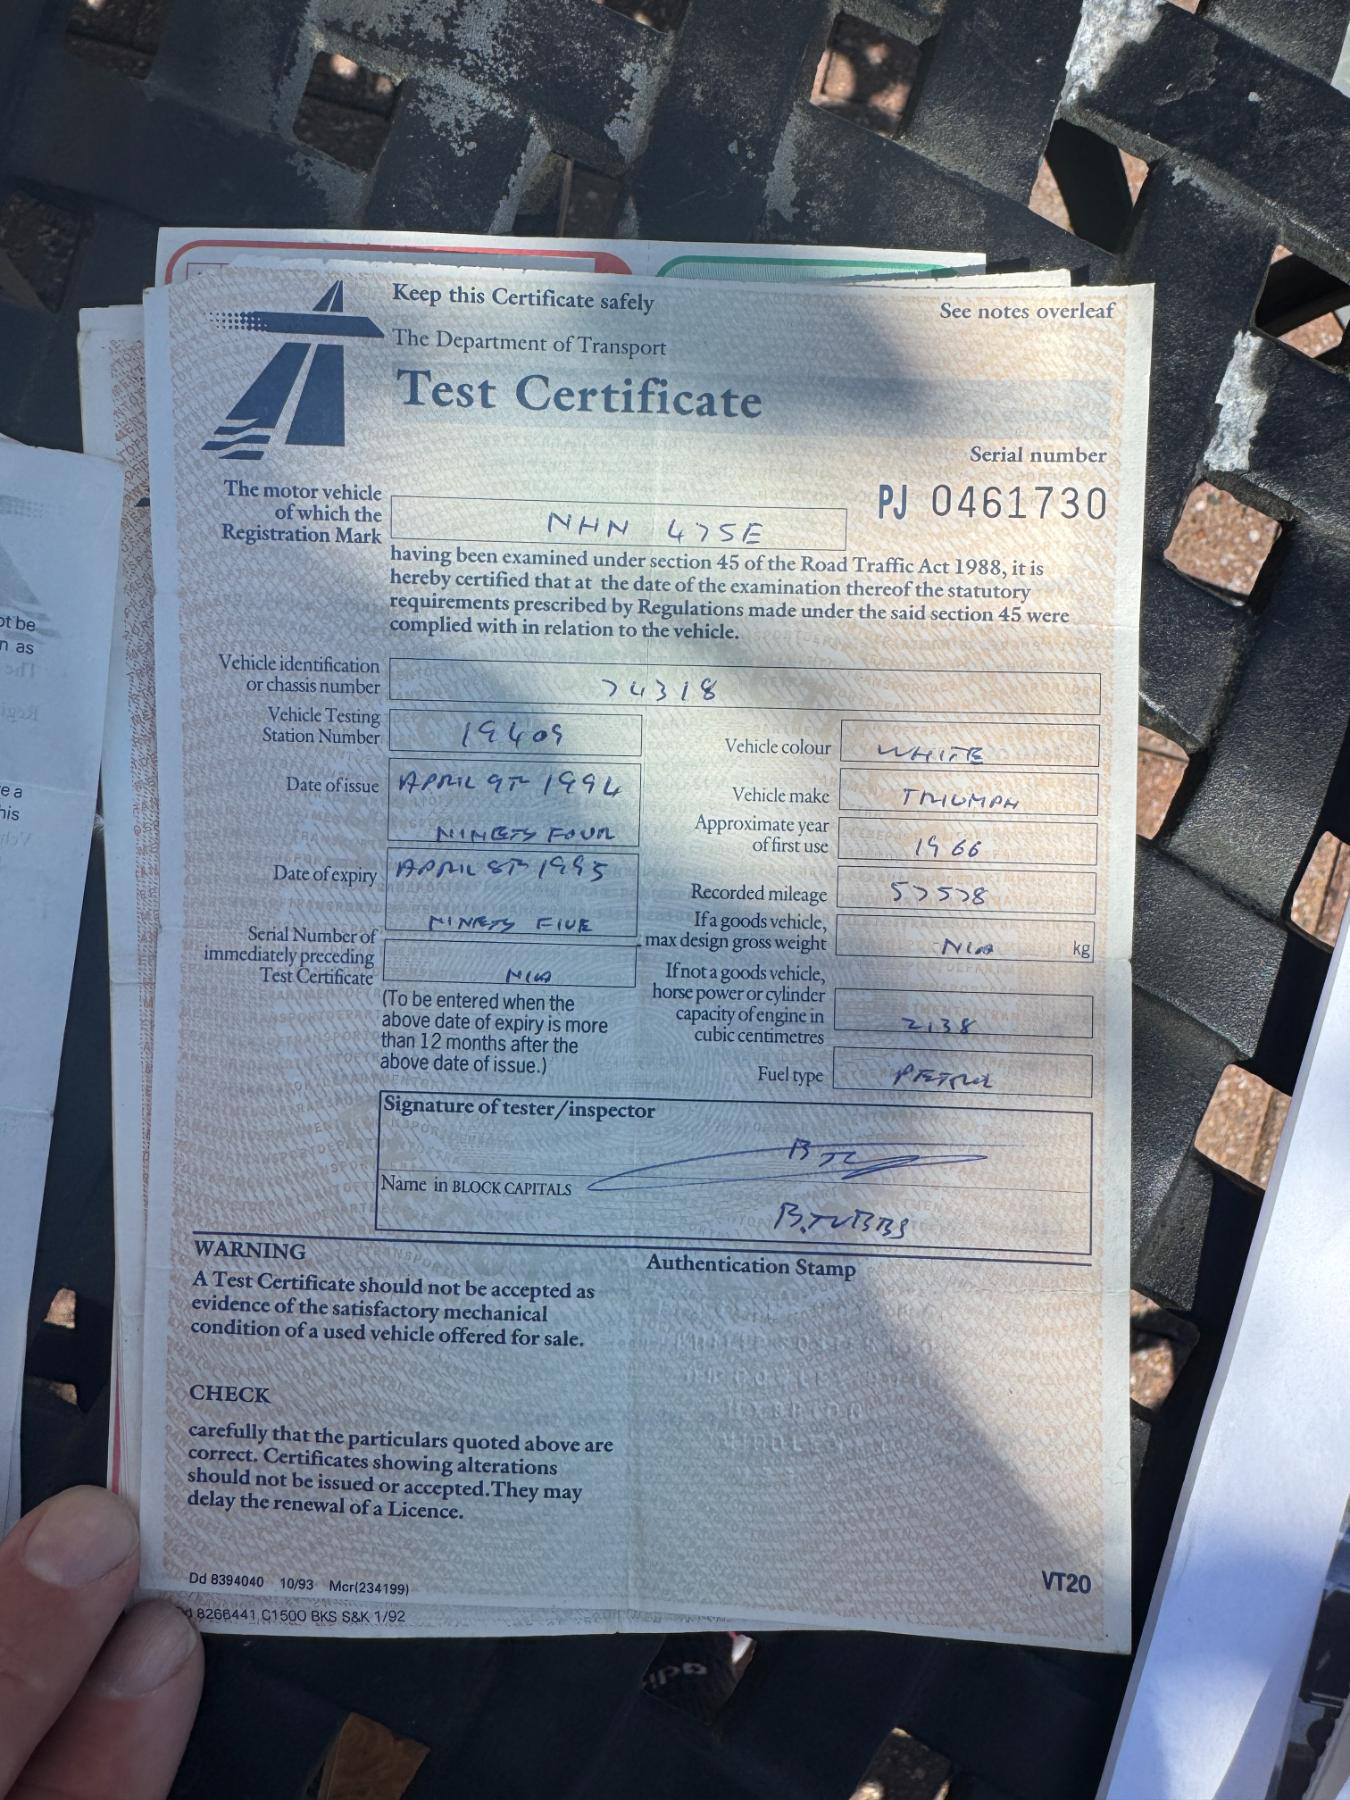 Keep this Certificate safely
See notes overleaf
The Department of Transport
Test Certificate
Serial number
PJ 0461730
The motor vehicle
of which the
Registration Mark
NHN 475E
having been examined under section 45 of the Road Traffic Act 1988, it is
hereby certified that at the date of the examination thereof the statutory
requirements prescribed by Regulations made under the said section 45 were
complied with in relation to the vehicle.
Vehicle identification
or chassis number
74318
Vehicle Testing
Station Number
19409
Vehicle colour
WHITE
Date of issue
APRIL 9TH 1994
NINETY FOUR
Vehicle make
TRIUMPH
Approximate year
of first use
1966
Date of expiry
APRIL 8TH 1995
NINETY FIVE
Recorded mileage
57578
If a goods vehicle,
max design gross weight
N/A
kg
Serial Number of
immediately preceding
Test Certificate
N/A
(To be entered when the
above date of expiry is more
than 12 months after the
above date of issue.)
If not a goods vehicle,
horse power or cylinder
capacity of engine in
cubic centimetres
2138
Fuel type
PETROL
Signature of tester/inspector
Name in BLOCK CAPITALS
B.TUBBS
WARNING
A Test Certificate should not be accepted as
evidence of the satisfactory mechanical
condition of a used vehicle offered for sale.
Authentication Stamp
CHECK
carefully that the particulars quoted above are
correct. Certificates showing alterations
should not be issued or accepted. They may
delay the renewal of a Licence.
Dd 8394040 10/93 Mcr(234199)
VT20
8266441 C1500 BKS S&K 1/92